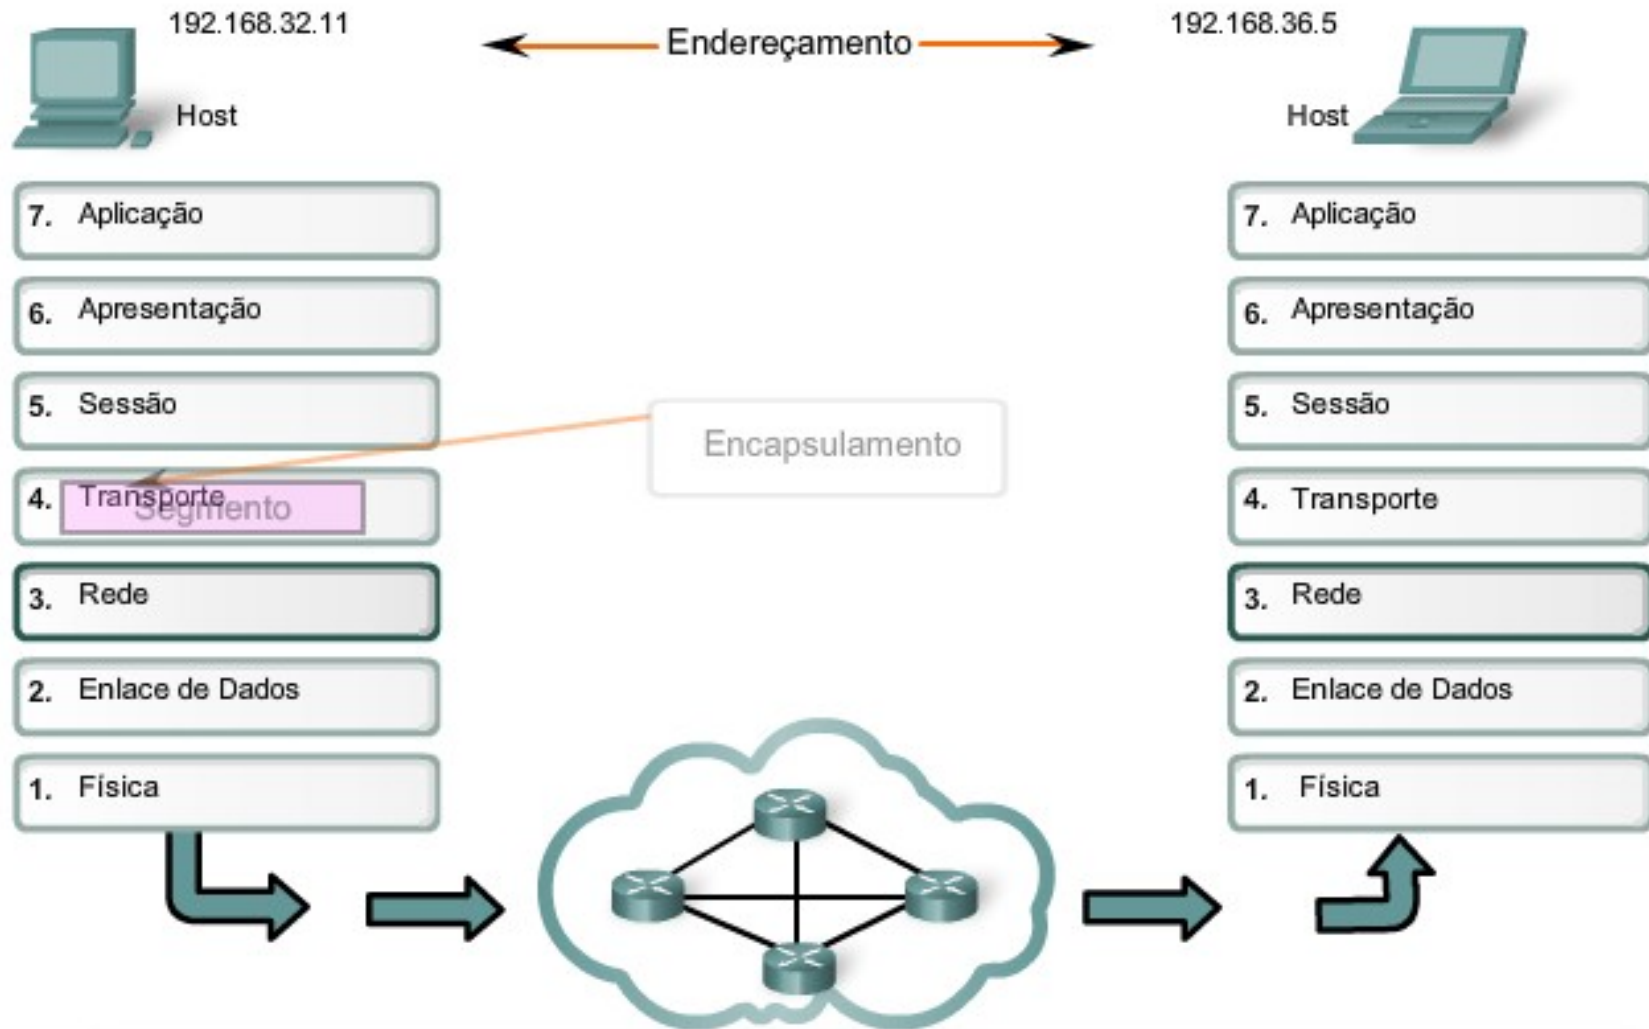 192.168.32.11
Endereçamento
192.168.36.5
Host
Host
7. Aplicação
6. Apresentação
5. Sessão
4. Transporte
Segmento
3. Rede
2. Enlace de Dados
1. Física
Encapsulamento
7. Aplicação
6. Apresentação
5. Sessão
4. Transporte
3. Rede
2. Enlace de Dados
1. Física